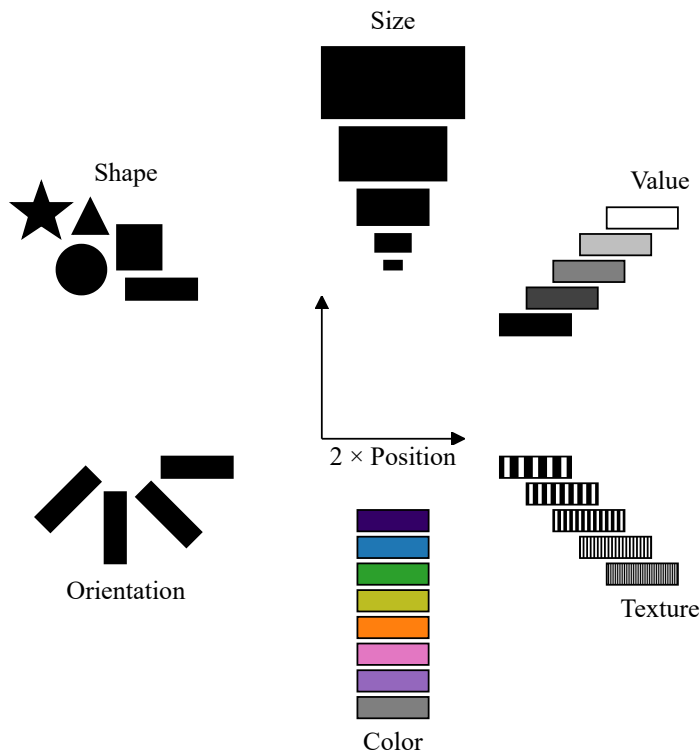 Size
Shape
Value
2 × Position
Orientation
Texture
Color